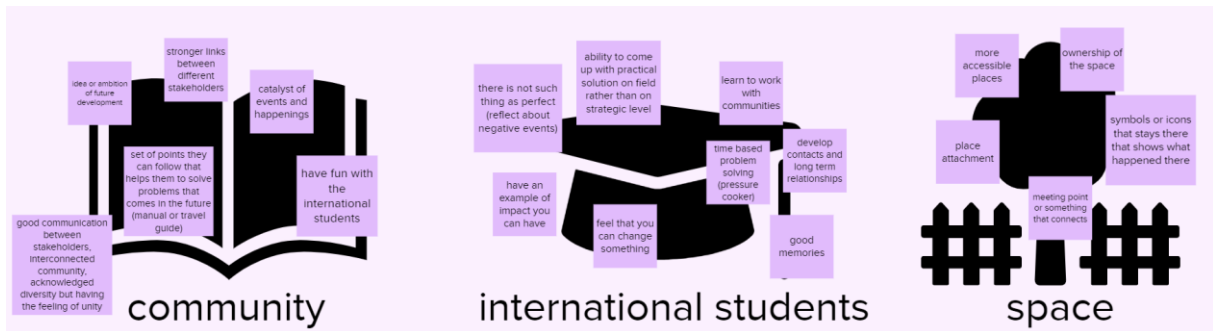 idea or ambition
of future
development
stronger links
between
different
stakeholders
catalyst of
events and
happenings
set of points they
can follow that
helps them to solve
problems that
comes in the future
(manual or travel
guide)
have fun with
the
international
students
good communication
between
stakeholders,
interconnected
community,
acknowledged
diversity but having
the feeling of unity
community
there is not such
thing as perfect
(reflect about
negative events)
ability to come
up with practical
solution on field
rather than on
strategic level
learn to work
with
communities
time based
problem
solving
(pressure
cooker)
develop
contacts and
long term
relationships
have an
example of
impact you
can have
feel that you
can change
something
good
memories
international students
more
accessible
places
ownership of
the space
symbols or icons
that stays there
that shows what
happened there
place
attachment
meeting point
or something
that connects
space